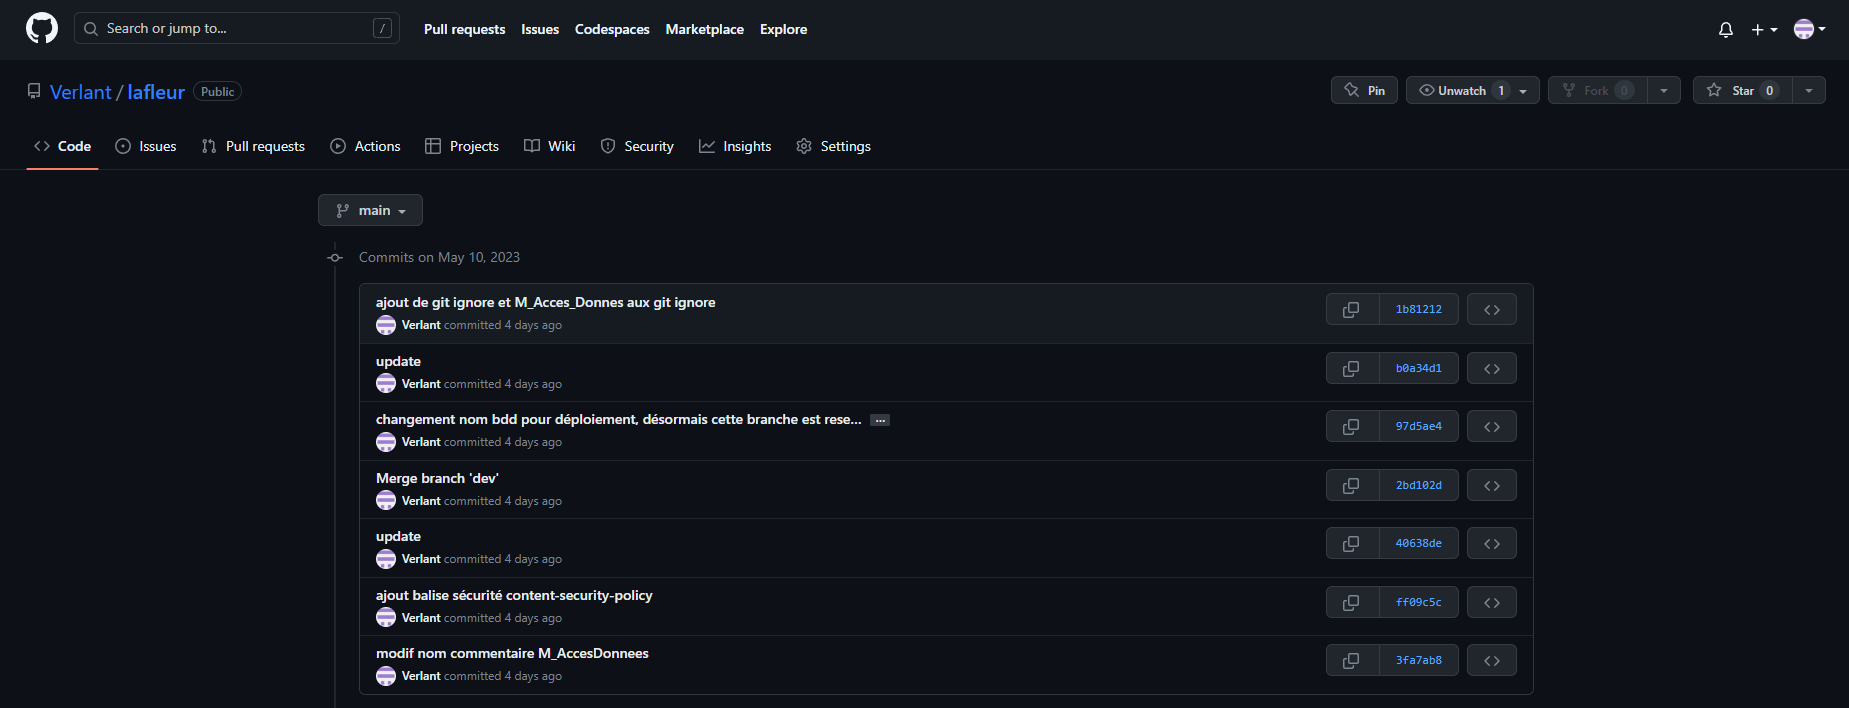 Search or jump to... / Pull requests Issues Codespaces Marketplace Explore
Verlant / lafleur Public Pin Unwatch 1 Fork 0 Star 0
Code Issues Pull requests Actions Projects Wiki Security Insights Settings
main
Commits on May 10, 2023
ajout de git ignore et M_Acces_Donnes aux git ignore
Verlant committed 4 days ago
1b81212
update
Verlant committed 4 days ago
b0a34d1
changement nom bdd pour déploiement, désormais cette branche est rese... ...
Verlant committed 4 days ago
97d5ae4
Merge branch 'dev'
Verlant committed 4 days ago
2bd102d
update
Verlant committed 4 days ago
40638de
ajout balise sécurité content-security-policy
Verlant committed 4 days ago
ff09c5c
modif nom commentaire M_AccesDonnees
Verlant committed 4 days ago
3fa7ab8